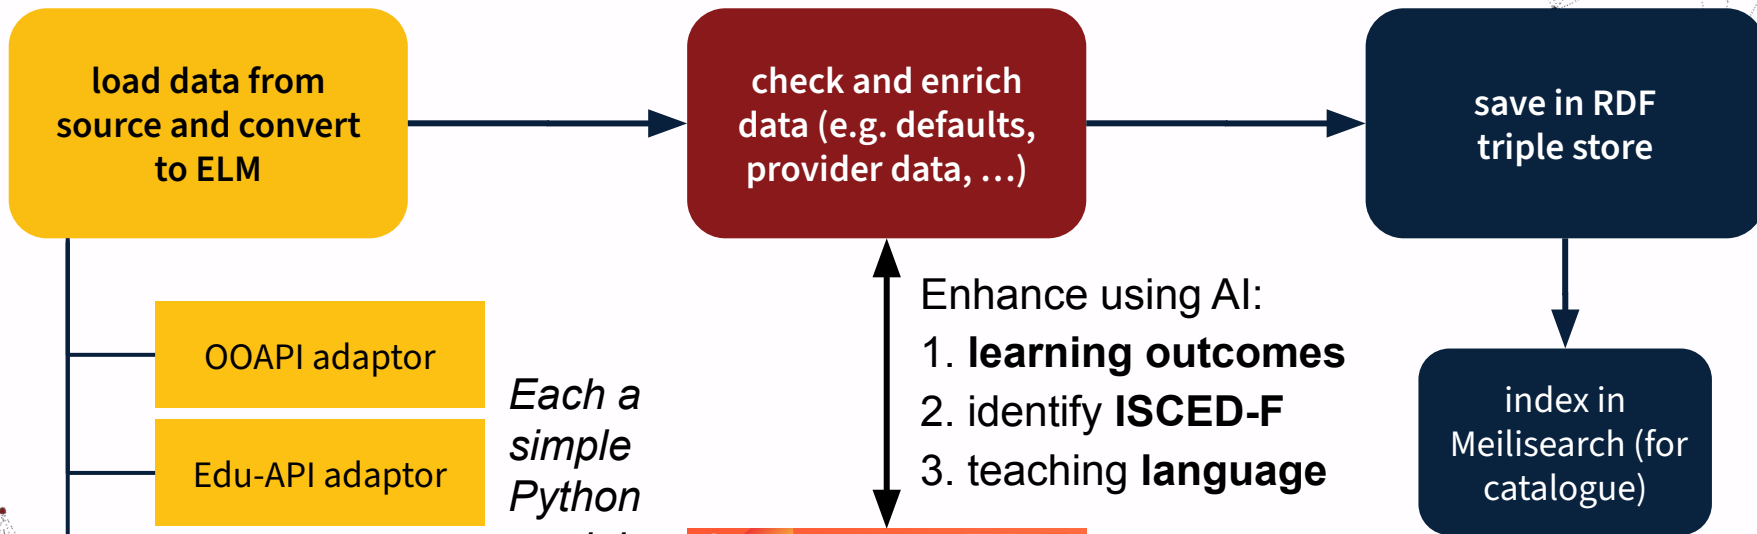 load data from
source and convert
to ELM
check and enrich
data (e.g. defaults,
provider data, …)
save in RDF
triple store
OOAPI adaptor
Edu-API adaptor
Each a
simple
Python
Enhance using AI:
1. learning outcomes
2. identify ISCED-F
3. teaching language
index in
Meilisearch (for
catalogue)